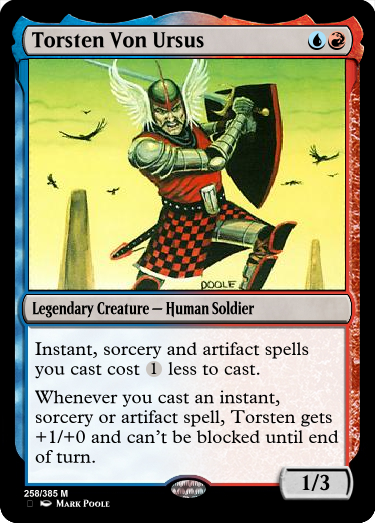 Torsten Von Ursus
POOLE
Legendary Creature — Human Soldier
Instant, sorcery and artifact spells
you cast cost 1 less to cast.
Whenever you cast an instant,
sorcery or artifact spell, Torsten gets
+1/+0 and can't be blocked until end
of turn.
258/385 M
Mark Poole
1/3